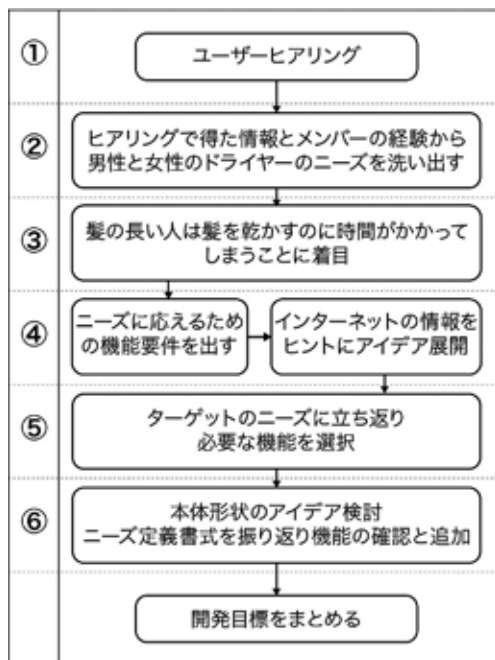 ①
ユーザーヒアリング
②
ヒアリングで得た情報とメンバーの経験から
男性と女性のドライヤーのニーズを洗い出す
③
髪の長い人は髪を乾かすのに時間がかかって
しまうことに着目
④
ニーズに応えるため
の機能要件を出す
インターネットの情報を
ヒントにアイデア展開
⑤
ターゲットのニーズに立ち返り
必要な機能を選択
⑥
本体形状のアイデア検討
ニーズ定義書式を振り返り機能の確認と追加
開発目標をまとめる